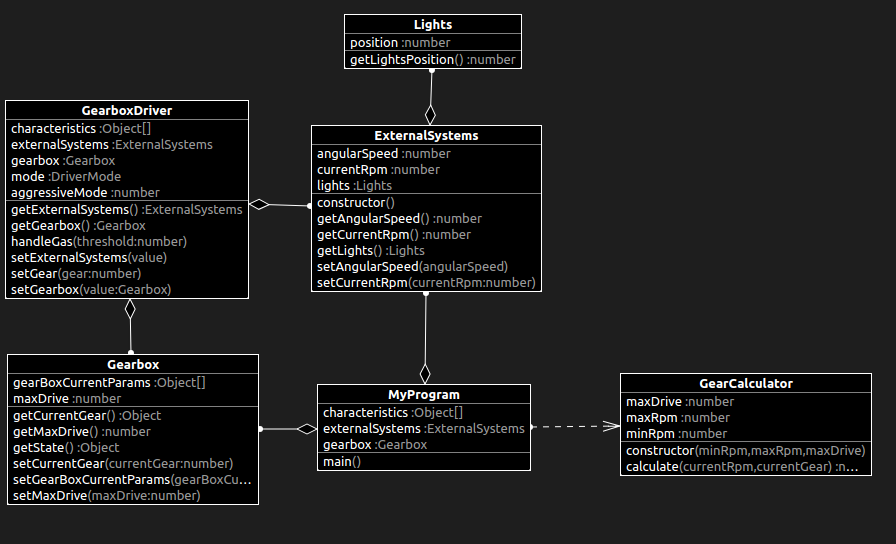 Lights
position :number
getLightsPosition() :number
GearboxDriver
characteristics :Object[]
externalSystems :ExternalSystems
gearbox :Gearbox
mode :DriverMode
aggressiveMode :number
getExternalSystems() :ExternalSystems
getGearbox() :Gearbox
handleGas(threshold:number)
setExternalSystems(value)
setGear(gear:number)
setGearbox(value:Gearbox)
ExternalSystems
angularSpeed :number
currentRpm :number
lights :Lights
constructor()
getAngularSpeed() :number
getCurrentRpm() :number
getLights() :Lights
setAngularSpeed(angularSpeed)
setCurrentRpm(currentRpm:number)
Gearbox
gearBoxCurrentParams :Object[]
maxDrive :number
getCurrentGear() :Object
getMaxDrive() :number
getState() :Object
setCurrentGear(currentGear:number)
setGearBoxCurrentParams(gearBoxCu...
setMaxDrive(maxDrive:number)
MyProgram
characteristics :Object[]
externalSystems :ExternalSystems
gearbox :Gearbox
main()
GearCalculator
maxDrive :number
maxRpm :number
minRpm :number
constructor(minRpm,maxRpm,maxDrive)
calculate(currentRpm,currentGear) :n...